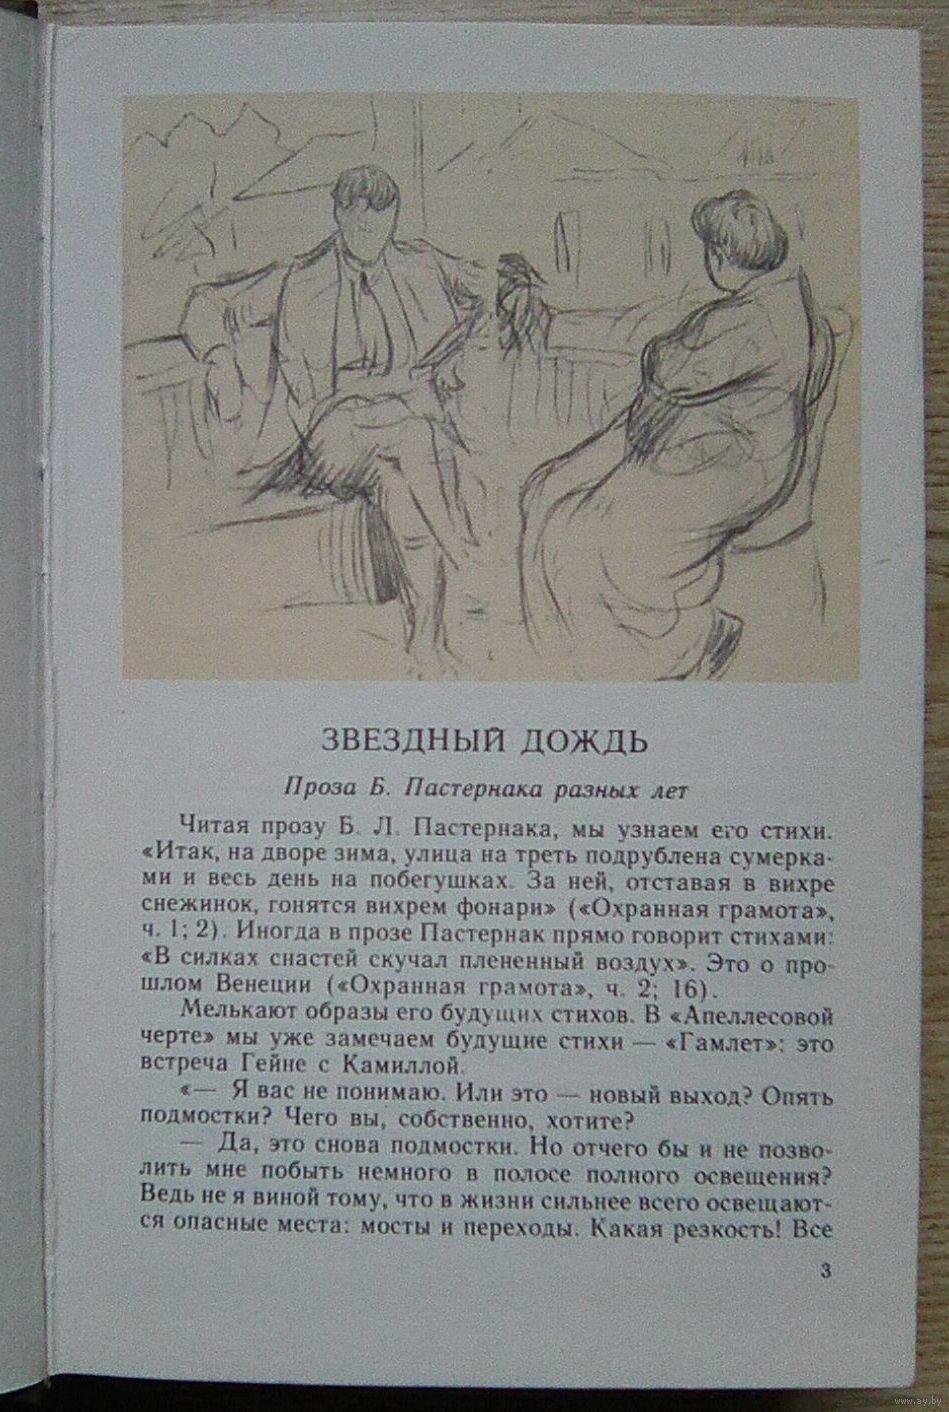 ЗВЕЗДНЫЙ ДОЖДЬ
Проза Б. Пастернака разных лет
Читая прозу Б. Л. Пастернака, мы узнаем его стихи.
«Итак, на дворе зима, улица на треть подрублена сумерка-
ми и весь день на побегушках. За ней, отставая в вихре
снежинок, гонятся вихрем фонари» («Охранная грамота»,
ч. 1; 2). Иногда в прозе Пастернак прямо говорит стихами:
«В силках снастей скучал плененный воздух». Это о про-
шлом Венеции («Охранная грамота», ч. 2; 16).
Мелькают образы его будущих стихов. В «Апеллесовой
черте» мы уже замечаем будущие стихи — «Гамлет»: это
встреча Гейне с Камиллой.
«— Я вас не понимаю. Или это — новый выход? Опять
подмостки? Чего вы, собственно, хотите?
— Да, это снова подмостки. Но отчего бы и не позво-
лить мне побыть немного в полосе полного освещения?
Ведь не я виной тому, что в жизни сильнее всего освещают-
ся опасные места: мосты и переходы. Какая резкость! Все
3
www.ay.by